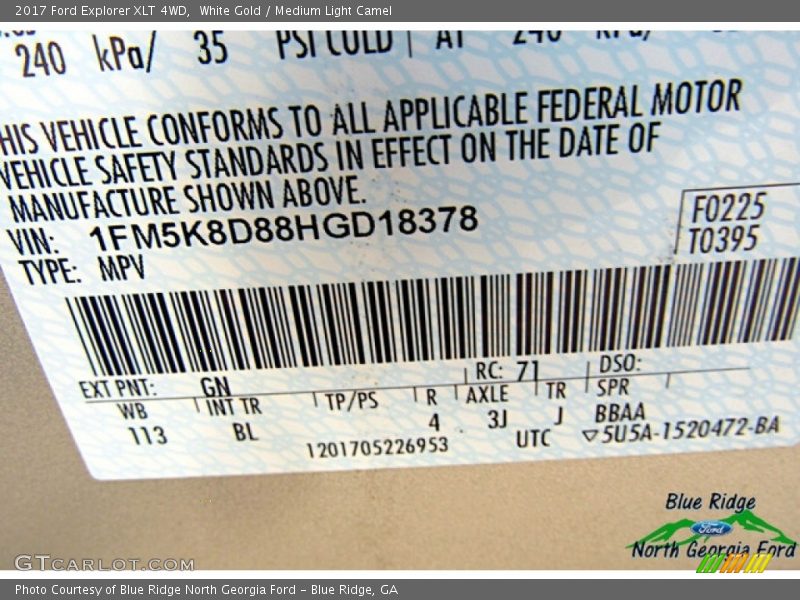 2017 Ford Explorer XLT 4WD, White Gold / Medium Light Camel
240 kPa/ 35 PSI COLD AT 240
HIS VEHICLE CONFORMS TO ALL APPLICABLE FEDERAL MOTOR
VEHICLE SAFETY STANDARDS IN EFFECT ON THE DATE OF
MANUFACTURE SHOWN ABOVE.
VIN: 1FM5K8D88HGD18378
F0225
TYPE: MPV
T0395
EXT PNT: GN RC: 71 DSO:
WB INT TR TP/PS R AXLE TR SPR
113 BL 4 3J J BBAA
1201705226953 UTC ▽5U5A-1520472-BA
Blue Ridge
Ford
North Georgia Ford
GTCARLOT.COM
Photo Courtesy of Blue Ridge North Georgia Ford – Blue Ridge, GA